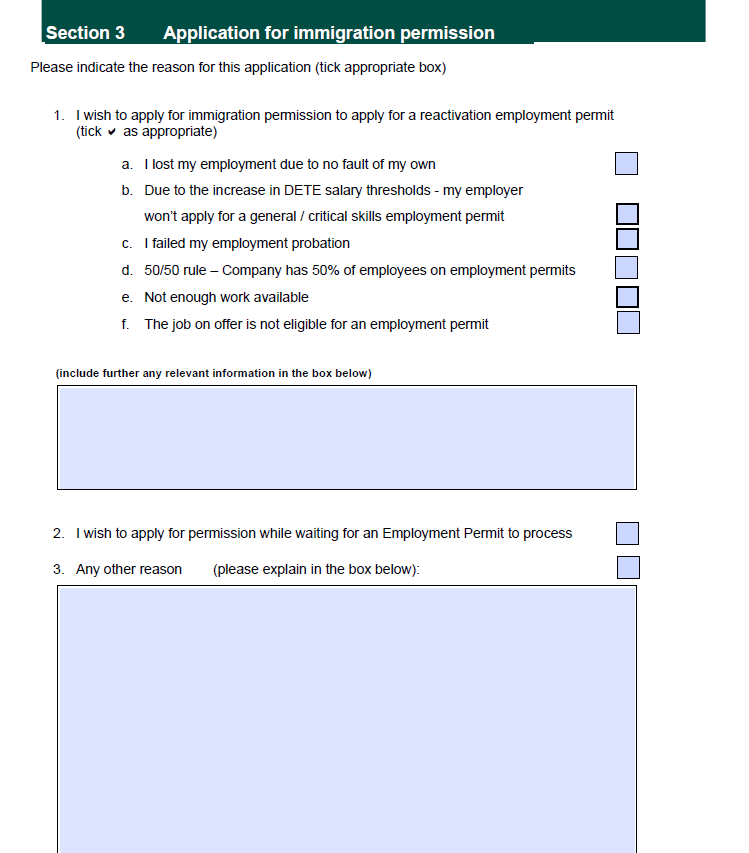 Section 3 Application for immigration permission
Please indicate the reason for this application (tick appropriate box)
1. I wish to apply for immigration permission to apply for a reactivation employment permit
(tick ✔ as appropriate)
a. I lost my employment due to no fault of my own
b. Due to the increase in DETE salary thresholds - my employer
won’t apply for a general / critical skills employment permit
c. I failed my employment probation
d. 50/50 rule – Company has 50% of employees on employment permits
e. Not enough work available
f. The job on offer is not eligible for an employment permit
(include further any relevant information in the box below)
2. I wish to apply for permission while waiting for an Employment Permit to process
3. Any other reason (please explain in the box below):